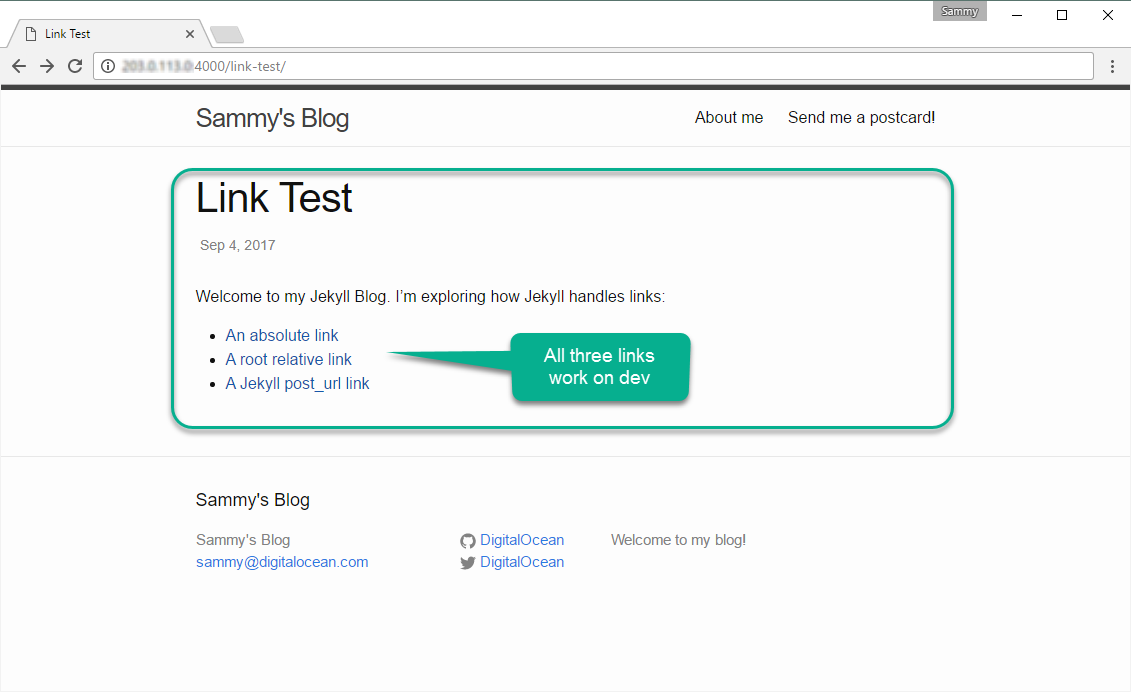 Sammy
Link Test
:4000/link-test/
Sammy's Blog
About me
Send me a postcard!
Link Test
Sep 4, 2017
Welcome to my Jekyll Blog. I’m exploring how Jekyll handles links:
An absolute link
A root relative link
A Jekyll post_url link
All three links
work on dev
Sammy's Blog
Sammy's Blog
sammy@digitalocean.com
DigitalOcean
DigitalOcean
Welcome to my blog!